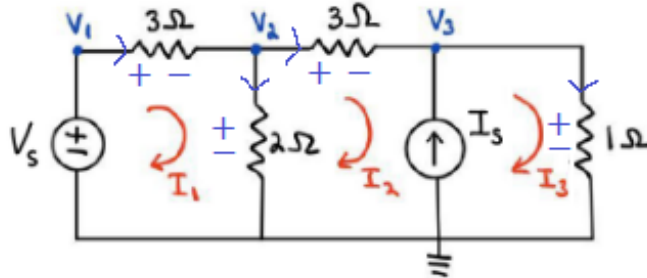 V₁ 3Ω V₂ 3Ω V₃
+ − + −
Vₛ + − I₁ + − 2Ω I₂ Iₛ I₃ + − 1Ω